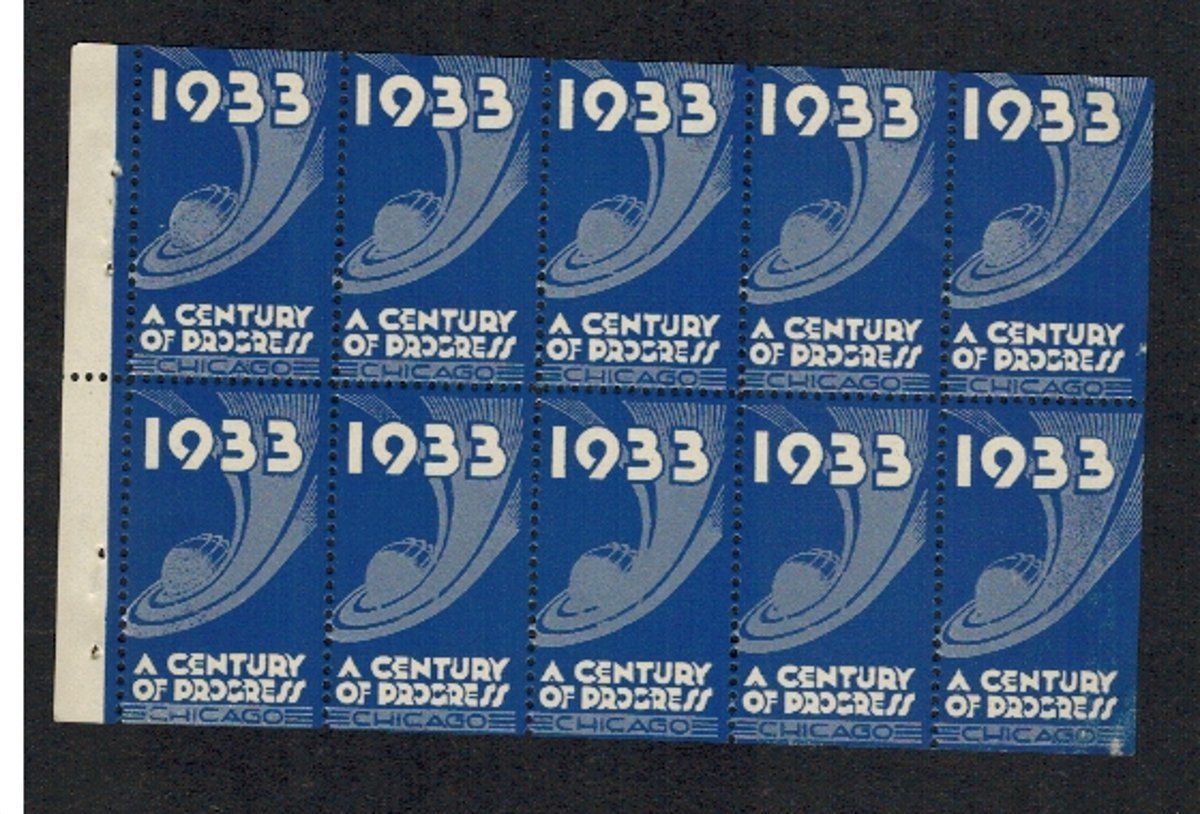 1933 1933 1933 1933 1933
A CENTURY A CENTURY A CENTURY A CENTURY A CENTURY
OF PROGRESS OF PROGRESS OF PROGRESS OF PROGRESS OF PROGRESS
CHICAGO CHICAGO CHICAGO CHICAGO CHICAGO
1933 1933 1933 1933 1933
A CENTURY A CENTURY A CENTURY A CENTURY A CENTURY
OF PROGRESS OF PROGRESS OF PROGRESS OF PROGRESS OF PROGRESS
CHICAGO CHICAGO CHICAGO CHICAGO CHICAGO